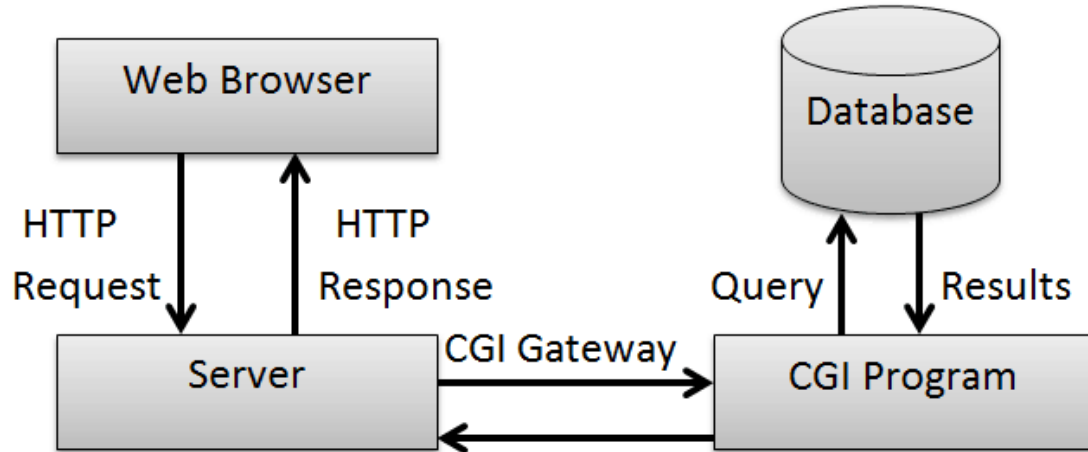 Web Browser
Database
HTTP
Request
HTTP
Response
Query
Results
Server
CGI Gateway
CGI Program